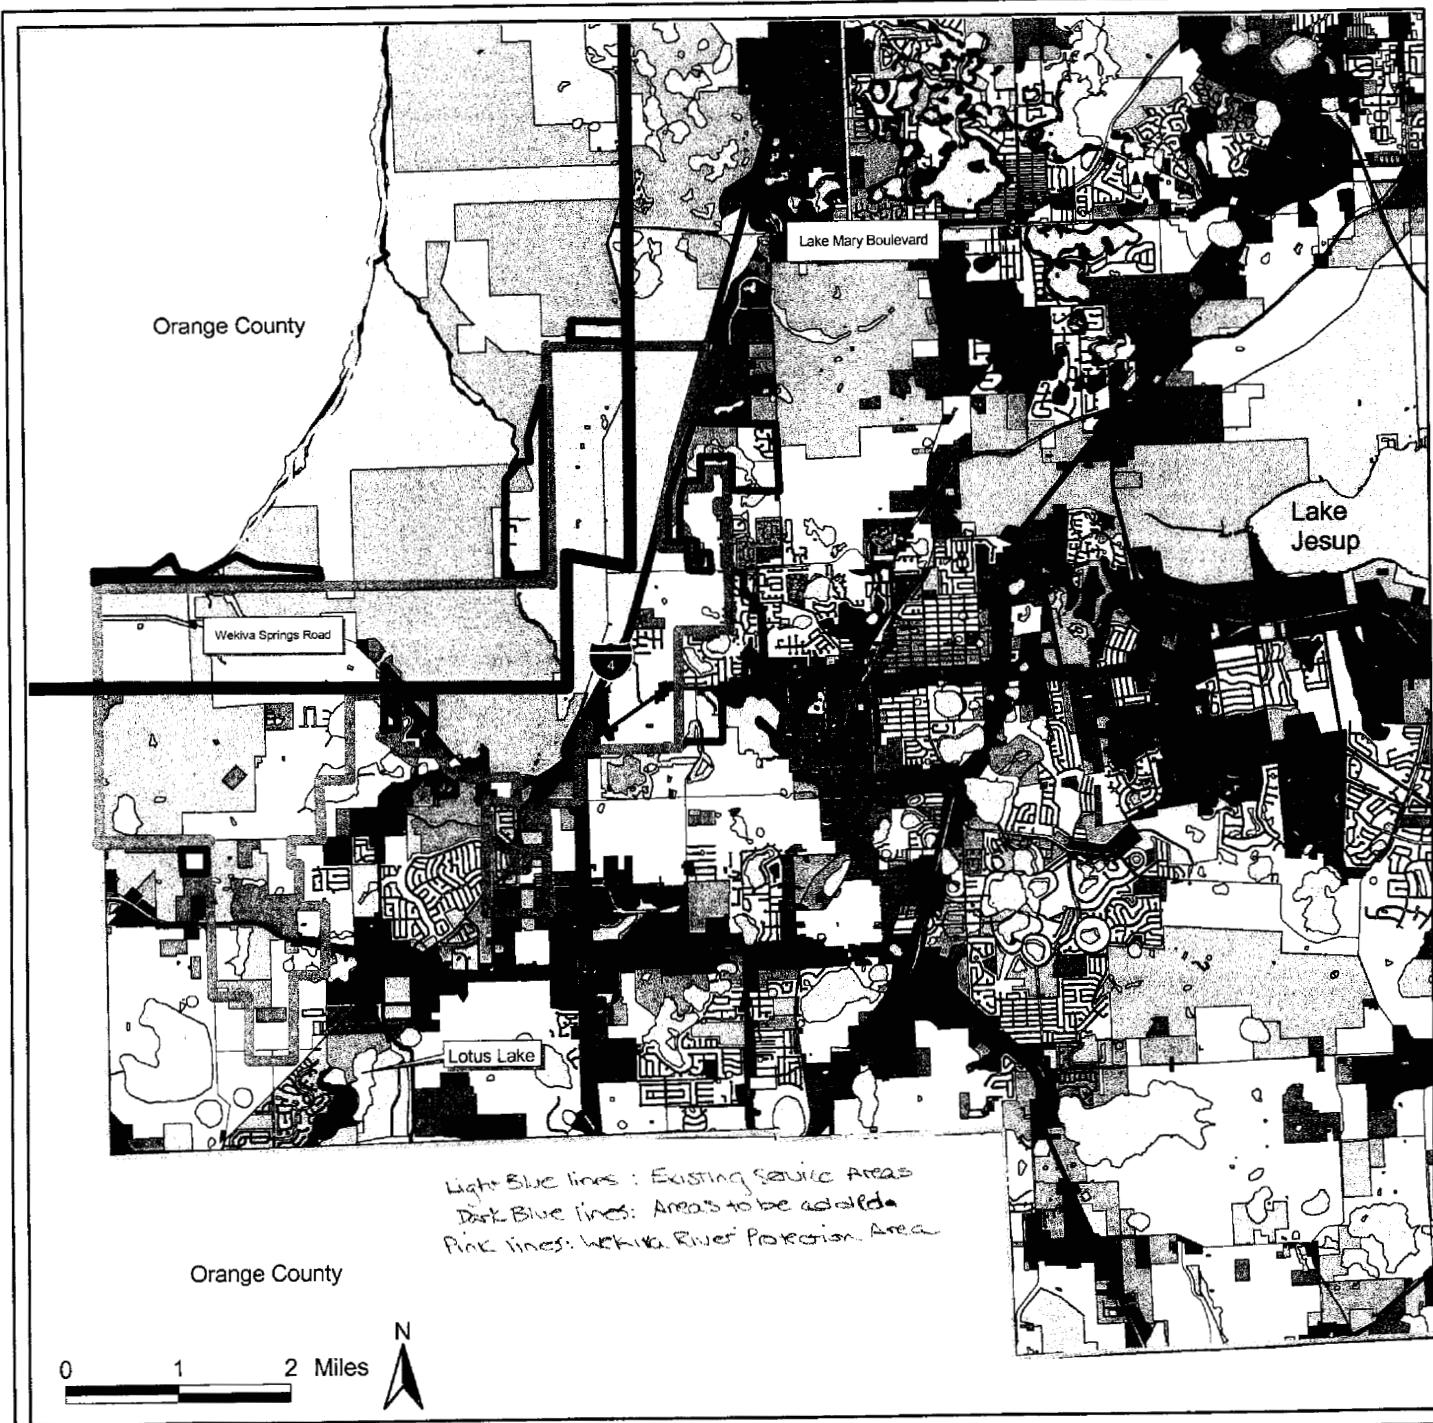 Lake Mary Boulevard
Orange County
Lake
Jesup
Wekiva Springs Road
4
2
Lotus Lake
Light Blue lines : Existing Service Areas
Dark Blue lines: Areas to be added
Pink lines: Wekiva River Protection Area
Orange County
N
0 1 2 Miles